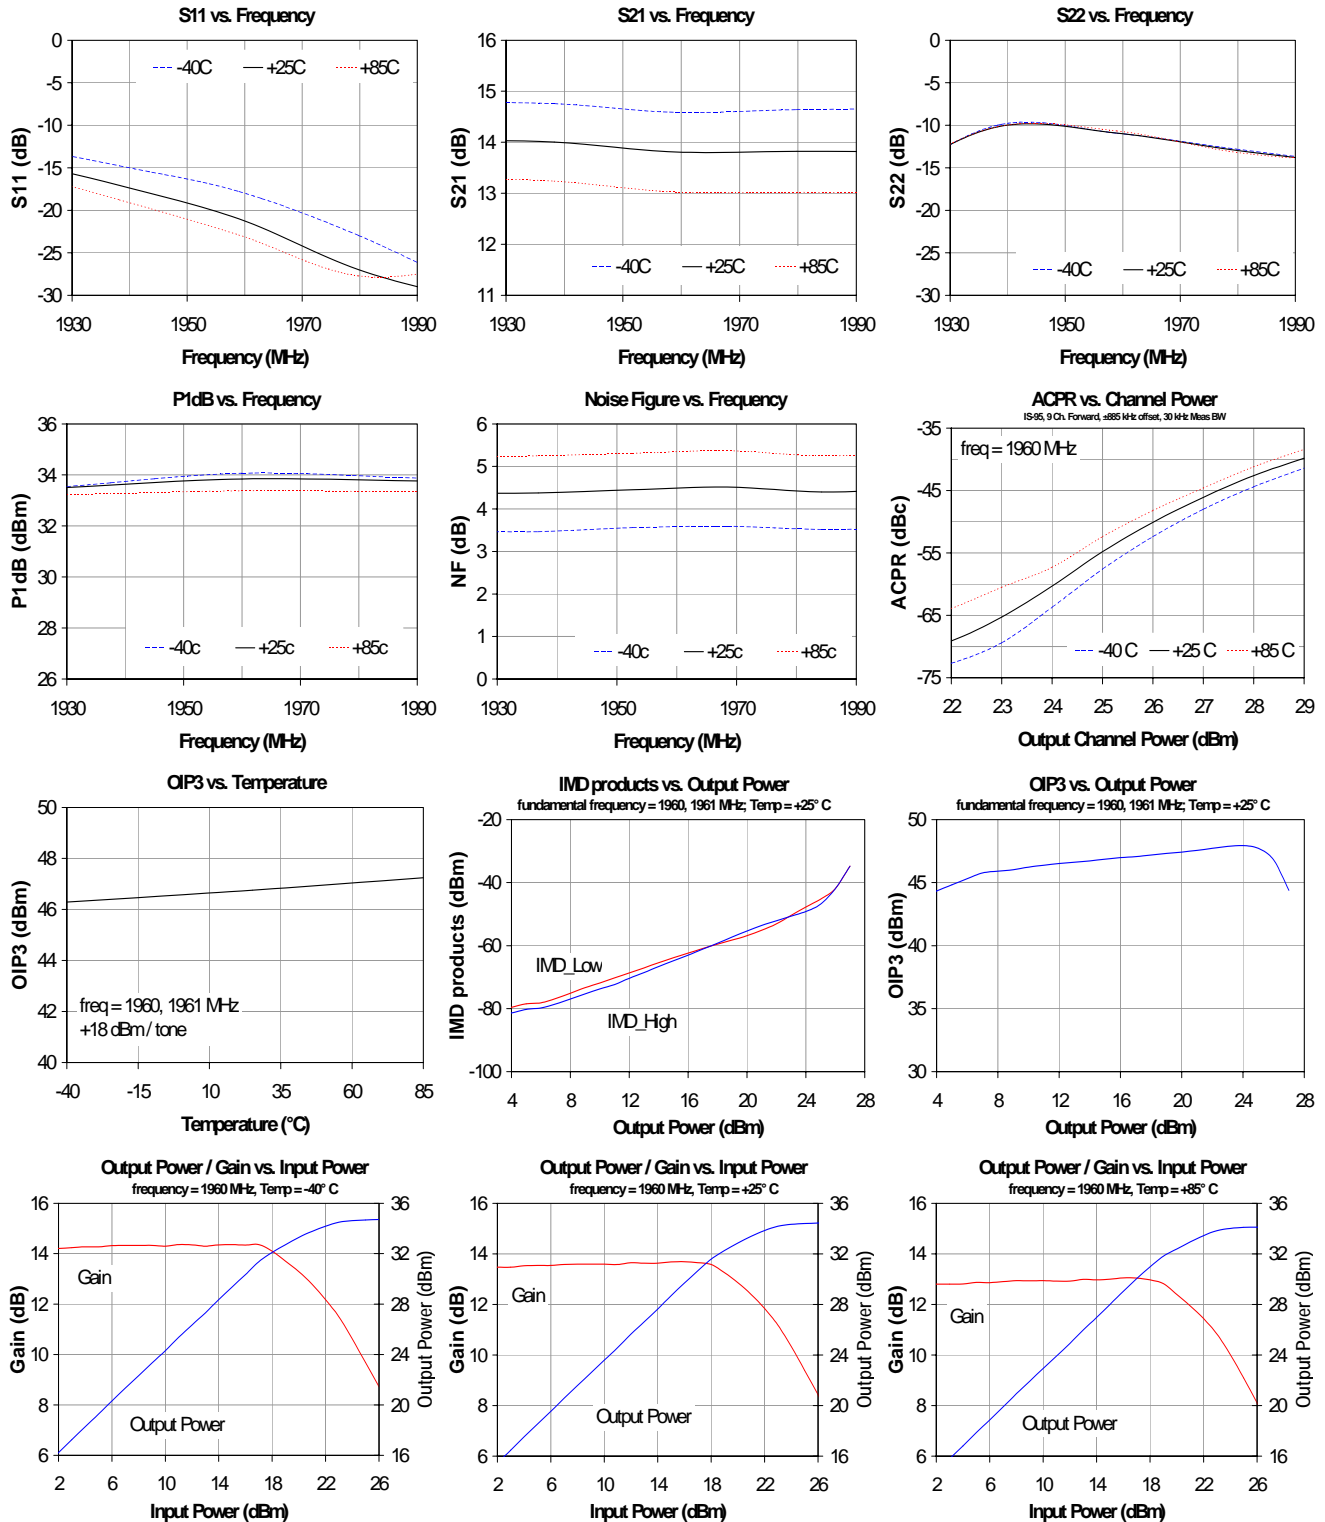 S11 vs. Frequency
0
-5
-10
-15
-20
-25
-30
S11 (dB)
-40C +25C +85C
1930 1950 1970 1990
Frequency (MHz)
S21 vs. Frequency
16
15
14
13
12
11
S21 (dB)
-40C +25C +85C
1930 1950 1970 1990
Frequency (MHz)
S22 vs. Frequency
0
-5
-10
-15
-20
-25
-30
S22 (dB)
-40C +25C +85C
1930 1950 1970 1990
Frequency (MHz)
P1dB vs. Frequency
36
34
32
30
28
26
P1dB (dBm)
-40c +25c +85c
1930 1950 1970 1990
Frequency (MHz)
Noise Figure vs. Frequency
6
5
4
3
2
1
0
NF (dB)
-40c +25c +85c
1930 1950 1970 1990
Frequency (MHz)
ACPR vs. Channel Power
IS-95, 9 Ch. Forward, ±885 kHz offset, 30 kHz Meas BW
-35
-45
-55
-65
-75
ACPR (dBc)
freq = 1960 MHz
-40 C +25 C +85 C
22 23 24 25 26 27 28 29
Output Channel Power (dBm)
OIP3 vs. Temperature
50
48
46
44
42
40
OIP3 (dBm)
freq = 1960, 1961 MHz
+18 dBm / tone
-40 -15 10 35 60 85
Temperature (°C)
IMD products vs. Output Power
fundamental frequency = 1960, 1961 MHz; Temp = +25° C
-20
-40
-60
-80
-100
IMD products (dBm)
IMD_Low
IMD_High
4 8 12 16 20 24 28
Output Power (dBm)
OIP3 vs. Output Power
fundamental frequency = 1960, 1961 MHz; Temp = +25° C
50
45
40
35
30
OIP3 (dBm)
4 8 12 16 20 24 28
Output Power (dBm)
Output Power / Gain vs. Input Power
frequency = 1960 MHz, Temp = -40° C
16
14
12
10
8
6
Gain (dB)
Gain
Output Power
36
32
28
24
20
16
Output Power (dBm)
2 6 10 14 18 22 26
Input Power (dBm)
Output Power / Gain vs. Input Power
frequency = 1960 MHz, Temp = +25° C
16
14
12
10
8
6
Gain (dB)
Gain
Output Power
36
32
28
24
20
16
Output Power (dBm)
2 6 10 14 18 22 26
Input Power (dBm)
Output Power / Gain vs. Input Power
frequency = 1960 MHz, Temp = +85° C
16
14
12
10
8
6
Gain (dB)
Gain
Output Power
36
32
28
24
20
16
Output Power (dBm)
2 6 10 14 18 22 26
Input Power (dBm)